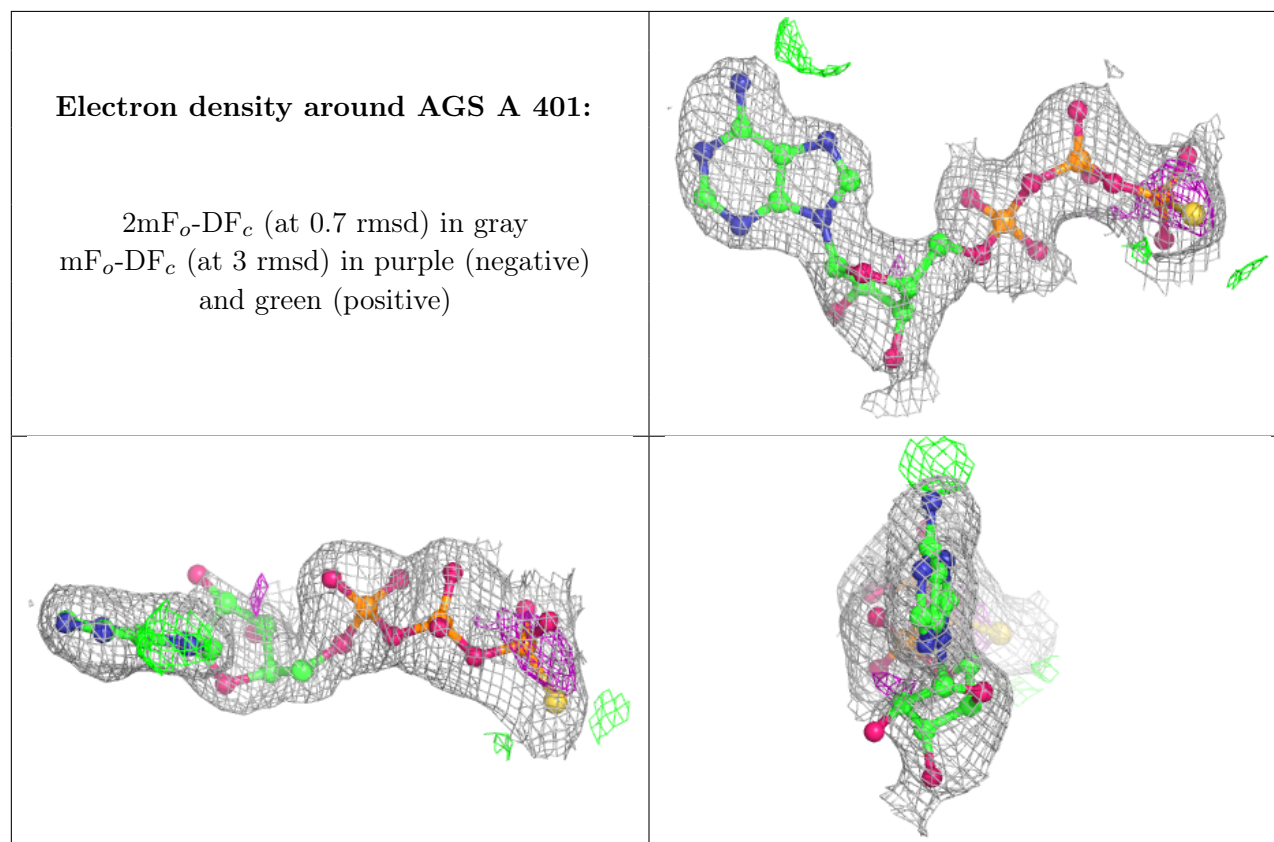 Electron density around AGS A 401:
2mFo-DFc (at 0.7 rmsd) in gray
mFo-DFc (at 3 rmsd) in purple (negative)
and green (positive)